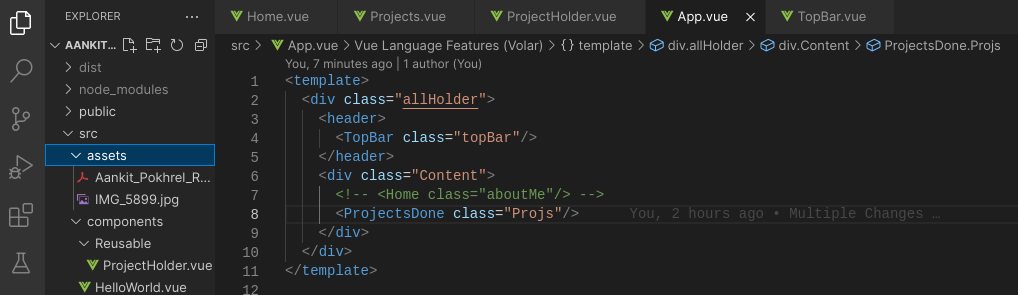 EXPLORER
AANKIT...
dist
node_modules
public
src
assets
Aankit_Pokhrel_R...
IMG_5899.jpg
components
Reusable
ProjectHolder.vue
HelloWorld.vue
Home.vue Projects.vue ProjectHolder.vue App.vue TopBar.vue
src > App.vue > Vue Language Features (Volar) > {} template > div.allHolder > div.Content > ProjectsDone.Projs
You, 7 minutes ago | 1 author (You)
1 <template>
2 <div class="allHolder">
3 <header>
4 <TopBar class="topBar"/>
5 </header>
6 <div class="Content">
7 <!-- <Home class="aboutMe"/> -->
8 <ProjectsDone class="Projs"/> You, 2 hours ago • Multiple Changes …
9 </div>
10 </div>
11 </template>
12